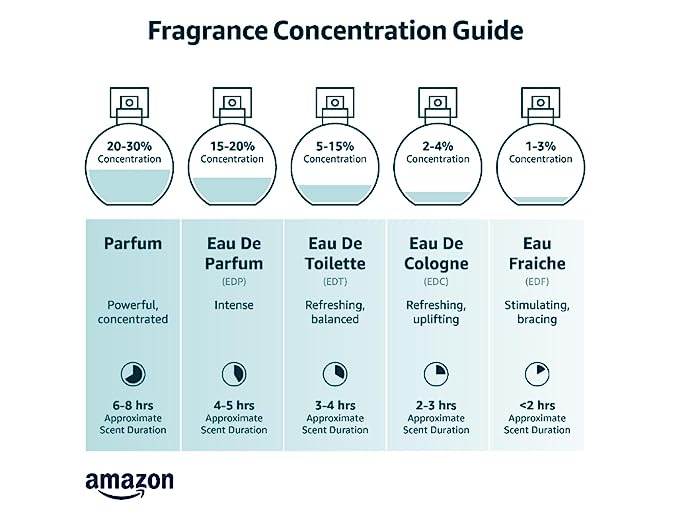 Fragrance Concentration Guide
20-30%
Concentration
15-20%
Concentration
5-15%
Concentration
2-4%
Concentration
1-3%
Concentration
Parfum
Powerful,
concentrated
6-8 hrs
Approximate
Scent Duration
Eau De
Parfum
(EDP)
Intense
4-5 hrs
Approximate
Scent Duration
Eau De
Toilette
(EDT)
Refreshing,
balanced
3-4 hrs
Approximate
Scent Duration
Eau De
Cologne
(EDC)
Refreshing,
uplifting
2-3 hrs
Approximate
Scent Duration
Eau
Fraiche
(EDF)
Stimulating,
bracing
<2 hrs
Approximate
Scent Duration
amazon